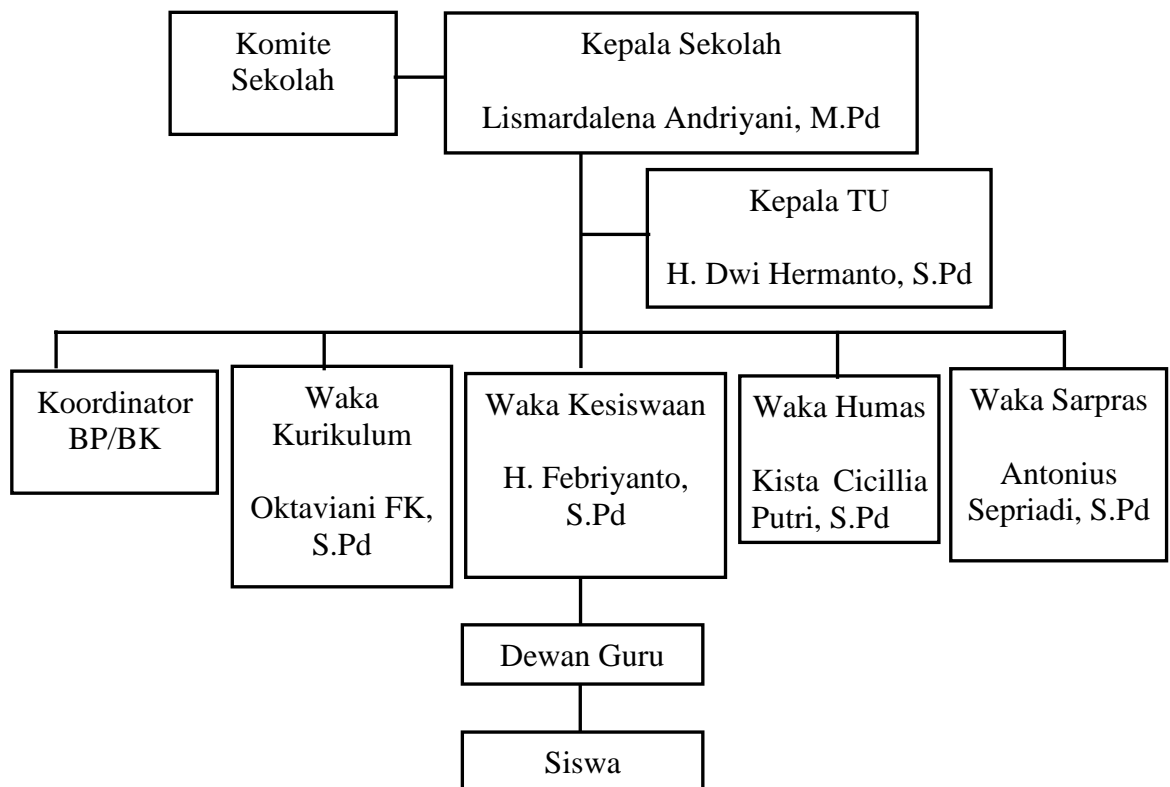 Komite
Sekolah
Kepala Sekolah
Lismardalena Andriyani, M.Pd
Kepala TU
H. Dwi Hermanto, S.Pd
Koordinator
BP/BK
Waka
Kurikulum
Oktaviani FK,
S.Pd
Waka Kesiswaan
H. Febriyanto,
S.Pd
Waka Humas
Kista Cicillia
Putri, S.Pd
Waka Sarpras
Antonius
Sepriadi, S.Pd
Dewan Guru
Siswa